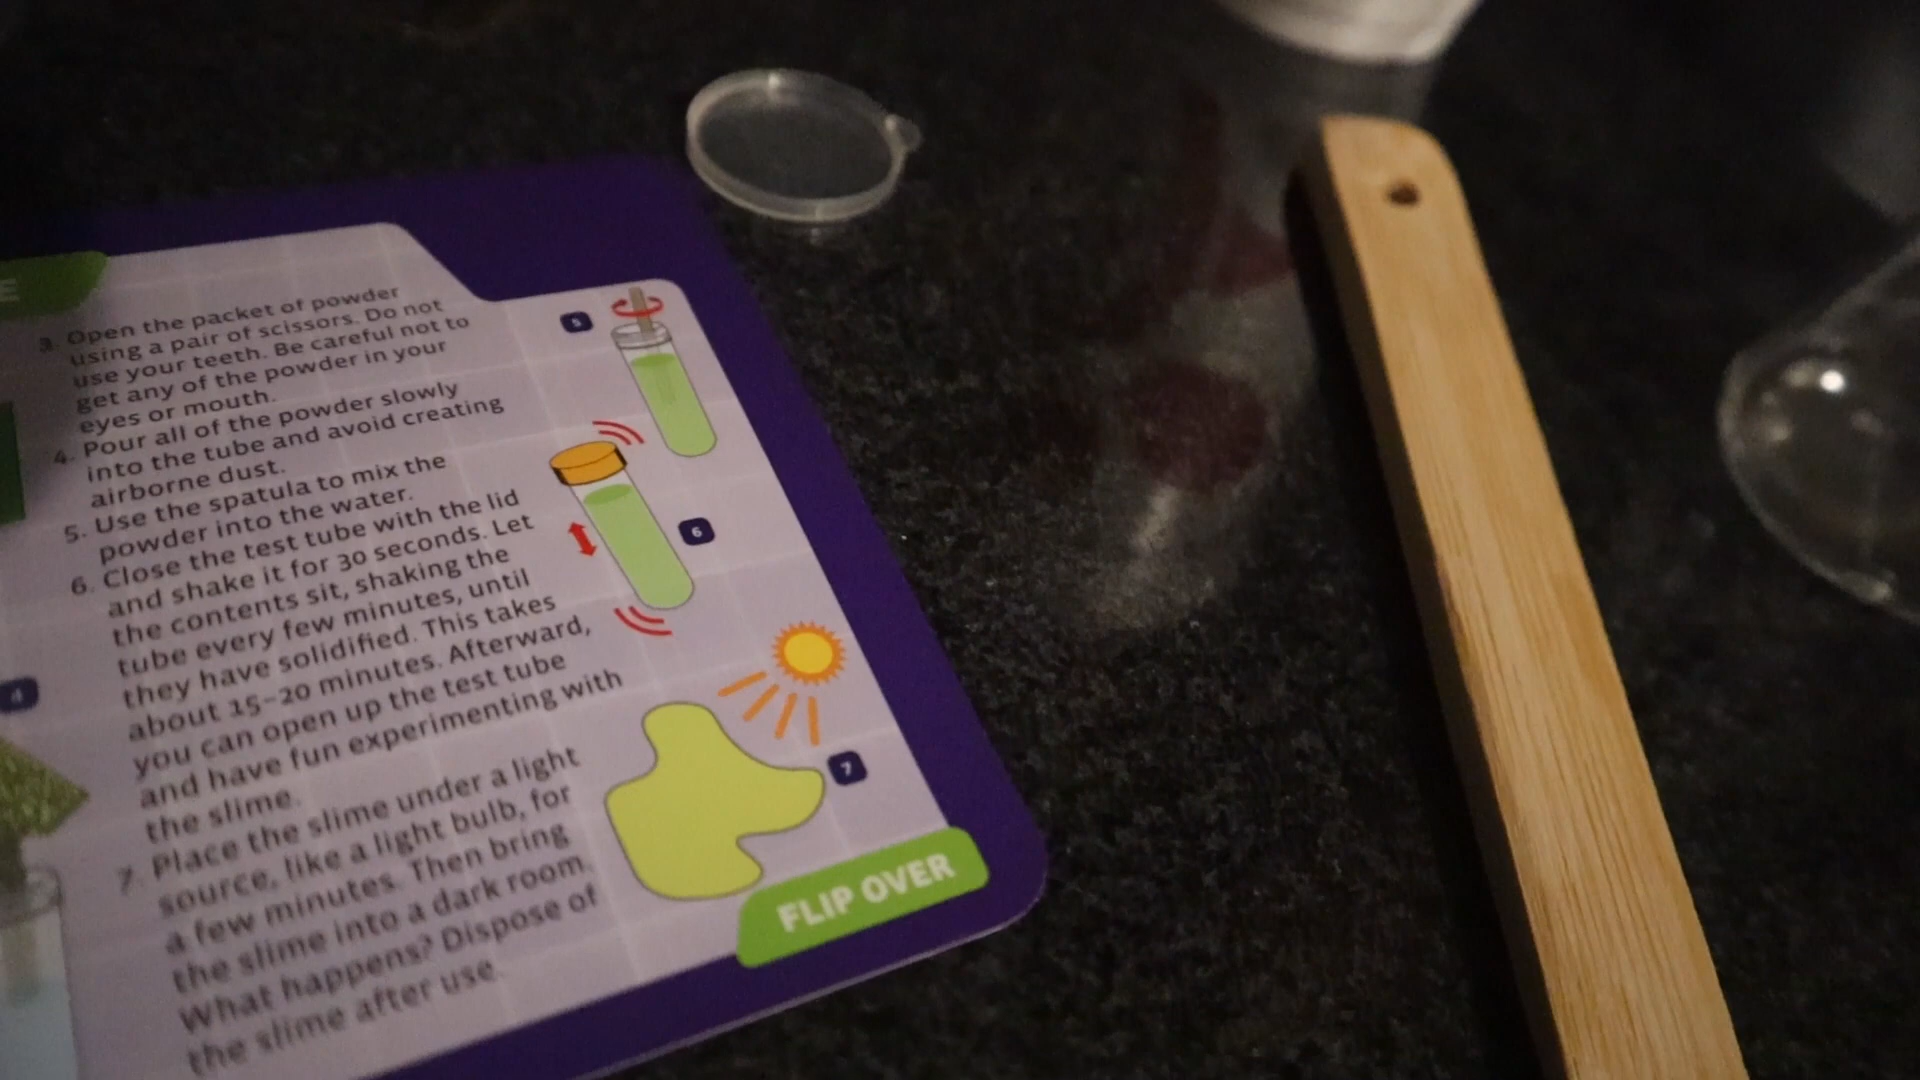 E
3. Open the packet of powder
using a pair of scissors. Do not
use your teeth. Be careful not to
get any of the powder in your
eyes or mouth.
4. Pour all of the powder slowly
into the tube and avoid creating
airborne dust.
5. Use the spatula to mix the
powder into the water.
6. Close the test tube with the lid
and shake it for 30 seconds. Let
the contents sit, shaking the
tube every few minutes, until
they have solidified. This takes
about 15–20 minutes. Afterward,
you can open up the test tube
and have fun experimenting with
the slime.
7. Place the slime under a light
source, like a light bulb, for
a few minutes. Then bring
the slime into a dark room.
What happens? Dispose of
the slime after use.
4
5
6
7
FLIP OVER